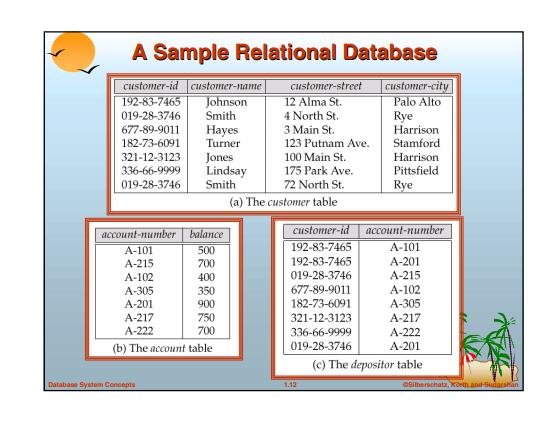 A Sample Relational Database
customer-id customer-name customer-street customer-city
192-83-7465 Johnson 12 Alma St. Palo Alto
019-28-3746 Smith 4 North St. Rye
677-89-9011 Hayes 3 Main St. Harrison
182-73-6091 Turner 123 Putnam Ave. Stamford
321-12-3123 Jones 100 Main St. Harrison
336-66-9999 Lindsay 175 Park Ave. Pittsfield
019-28-3746 Smith 72 North St. Rye
(a) The customer table
account-number balance
A-101 500
A-215 700
A-102 400
A-305 350
A-201 900
A-217 750
A-222 700
(b) The account table
customer-id account-number
192-83-7465 A-101
192-83-7465 A-201
019-28-3746 A-215
677-89-9011 A-102
182-73-6091 A-305
321-12-3123 A-217
336-66-9999 A-222
019-28-3746 A-201
(c) The depositor table
Database System Concepts 1.12 ©Silberschatz, Korth and Sudarshan